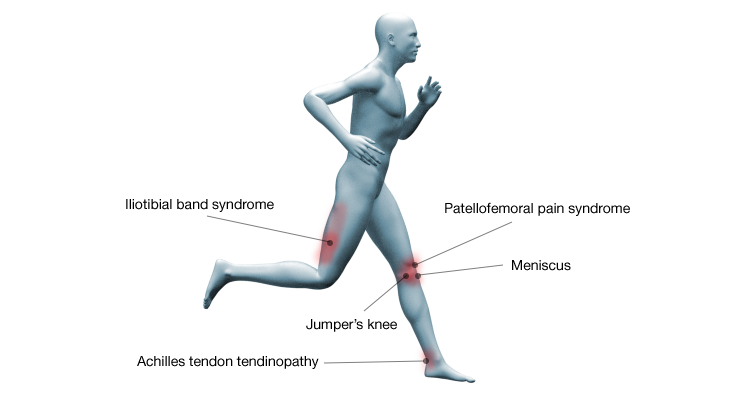 Iliotibial band syndrome
Patellofemoral pain syndrome
Meniscus
Jumper’s knee
Achilles tendon tendinopathy